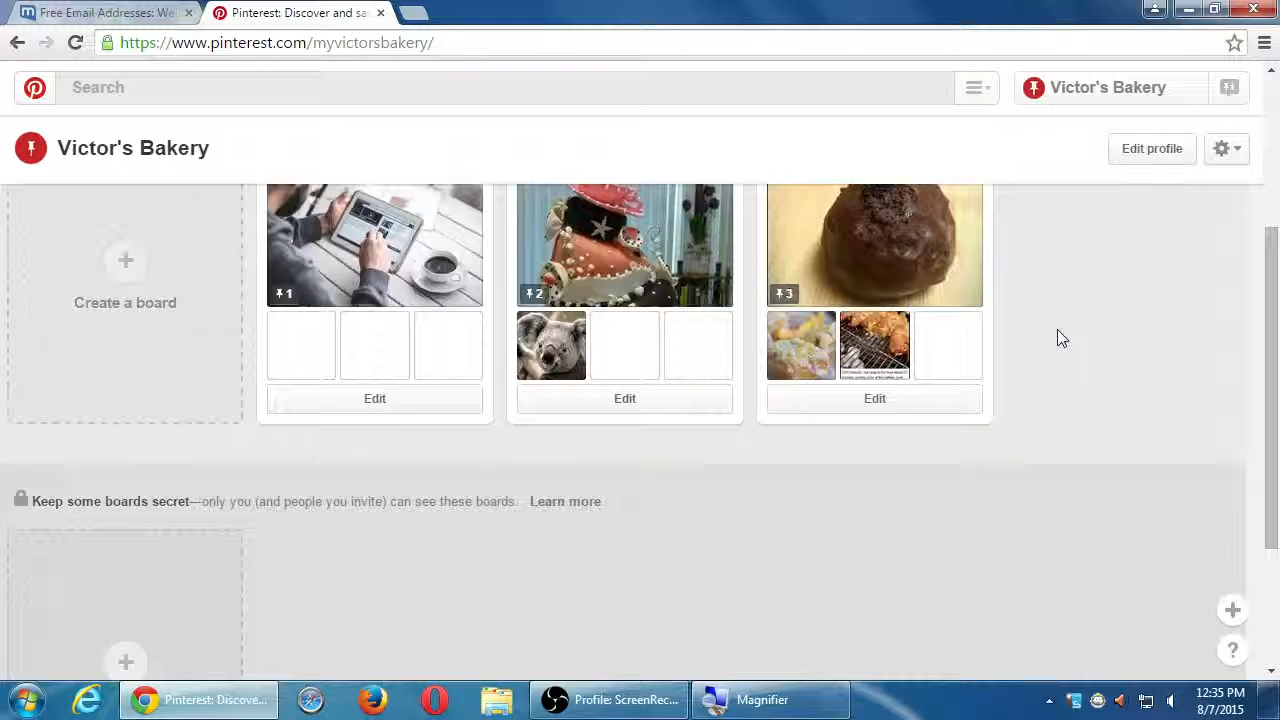 Free Email Addresses: We
Pinterest: Discover and sa
https://www.pinterest.com/myvictorsbakery/
Search
Victor's Bakery
Victor's Bakery
Edit profile
Create a board
1
2
3
Edit
Edit
Edit
Keep some boards secret—only you (and people you invite) can see these boards. Learn more
?
Pinterest: Discove...
Profile: ScreenRec...
Magnifier
12:35 PM
8/7/2015